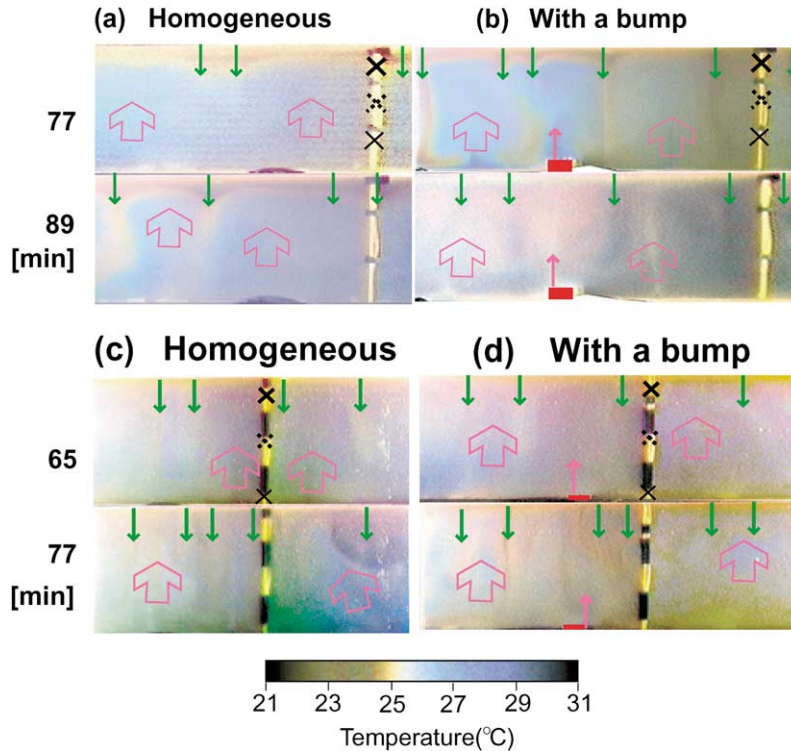 (a) Homogeneous
(b) With a bump
77
89
[min]
(c) Homogeneous
(d) With a bump
65
77
[min]
21 23 25 27 29 31
Temperature(°C)